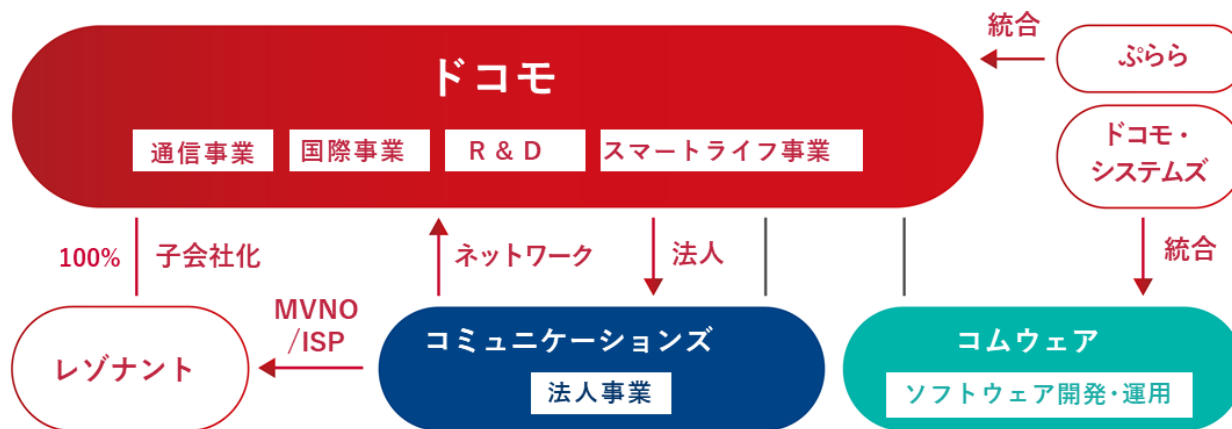 ドコモ
通信事業
国際事業
R & D
スマートライフ事業
統合
ぷらら
ドコモ・
システムズ
100%
子会社化
ネットワーク
法人
統合
MVNO
/ISP
レゾナント
コミュニケーションズ
法人事業
コムウェア
ソフトウェア開発・運用